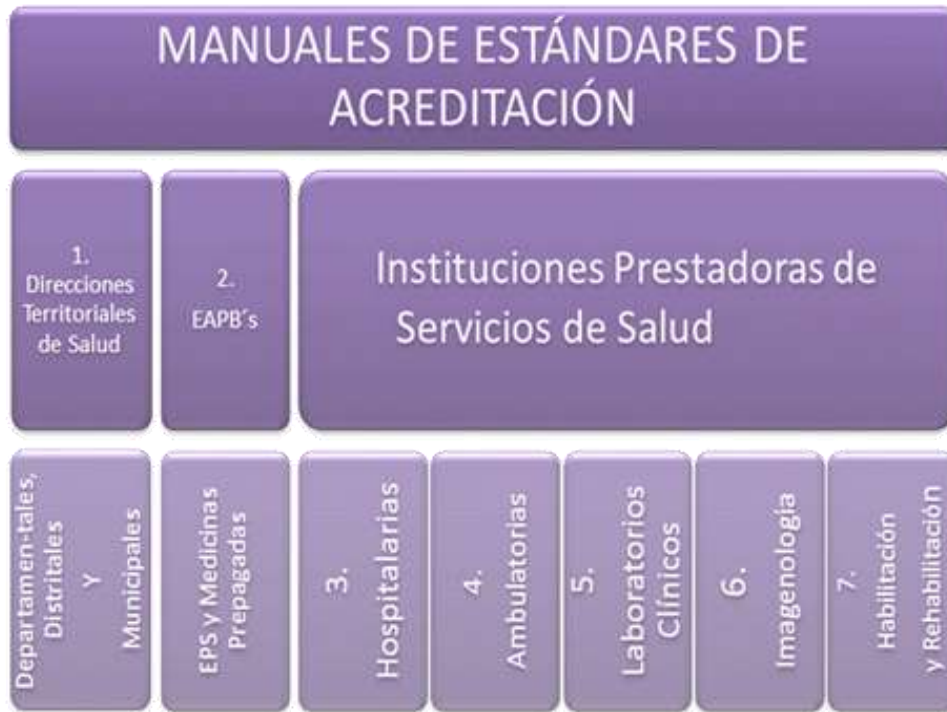 MANUALES DE ESTÁNDARES DE
ACREDITACIÓN
1.
Direcciones
Territoriales
de Salud
2.
EAPB´s
Instituciones Prestadoras de
Servicios de Salud
Departamen-tales,
Distritales
Y
Municipales
EPS y Medicinas
Prepagadas
3.
Hospitalarias
4.
Ambulatorias
5.
Laboratorios
Clínicos
6.
Imagenología
7.
Habilitación
y Rehabilitación